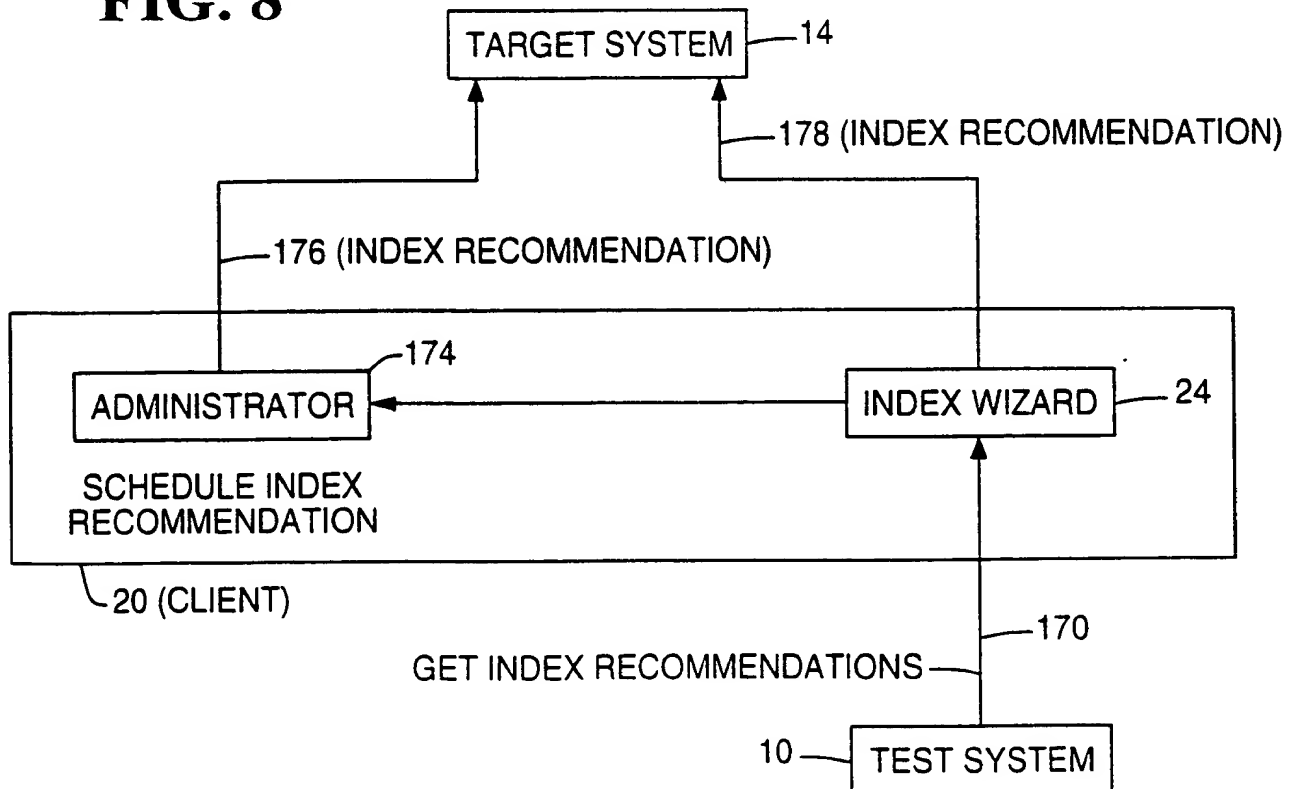 FIG. 8
TARGET SYSTEM
14
178 (INDEX RECOMMENDATION)
176 (INDEX RECOMMENDATION)
174
ADMINISTRATOR
INDEX WIZARD
24
SCHEDULE INDEX
RECOMMENDATION
20 (CLIENT)
170
GET INDEX RECOMMENDATIONS
10
TEST SYSTEM